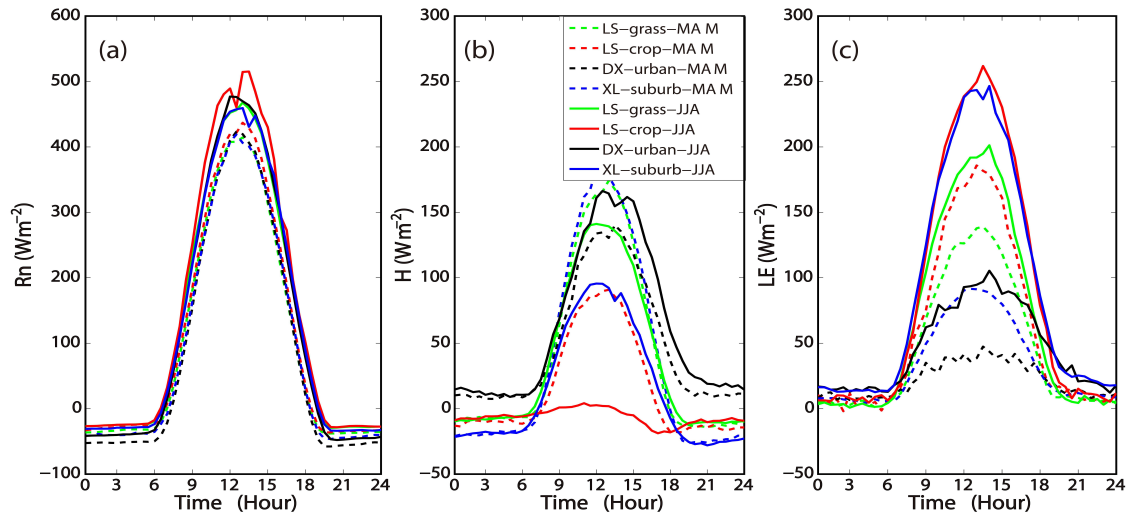 (a)
Rn (Wm⁻²)
600
500
400
300
200
100
0
−100
0 3 6 9 12 15 18 21 24
Time (Hour)
(b)
H (Wm⁻²)
300
250
200
150
100
50
0
−50
0 3 6 9 12 15 18 21 24
Time (Hour)
LS−grass−MA M
LS−crop−MA M
DX−urban−MA M
XL−suburb−MA M
LS−grass−JJA
LS−crop−JJA
DX−urban−JJA
XL−suburb−JJA
(c)
LE (Wm⁻²)
300
250
200
150
100
50
0
−50
0 3 6 9 12 15 18 21 24
Time (Hour)